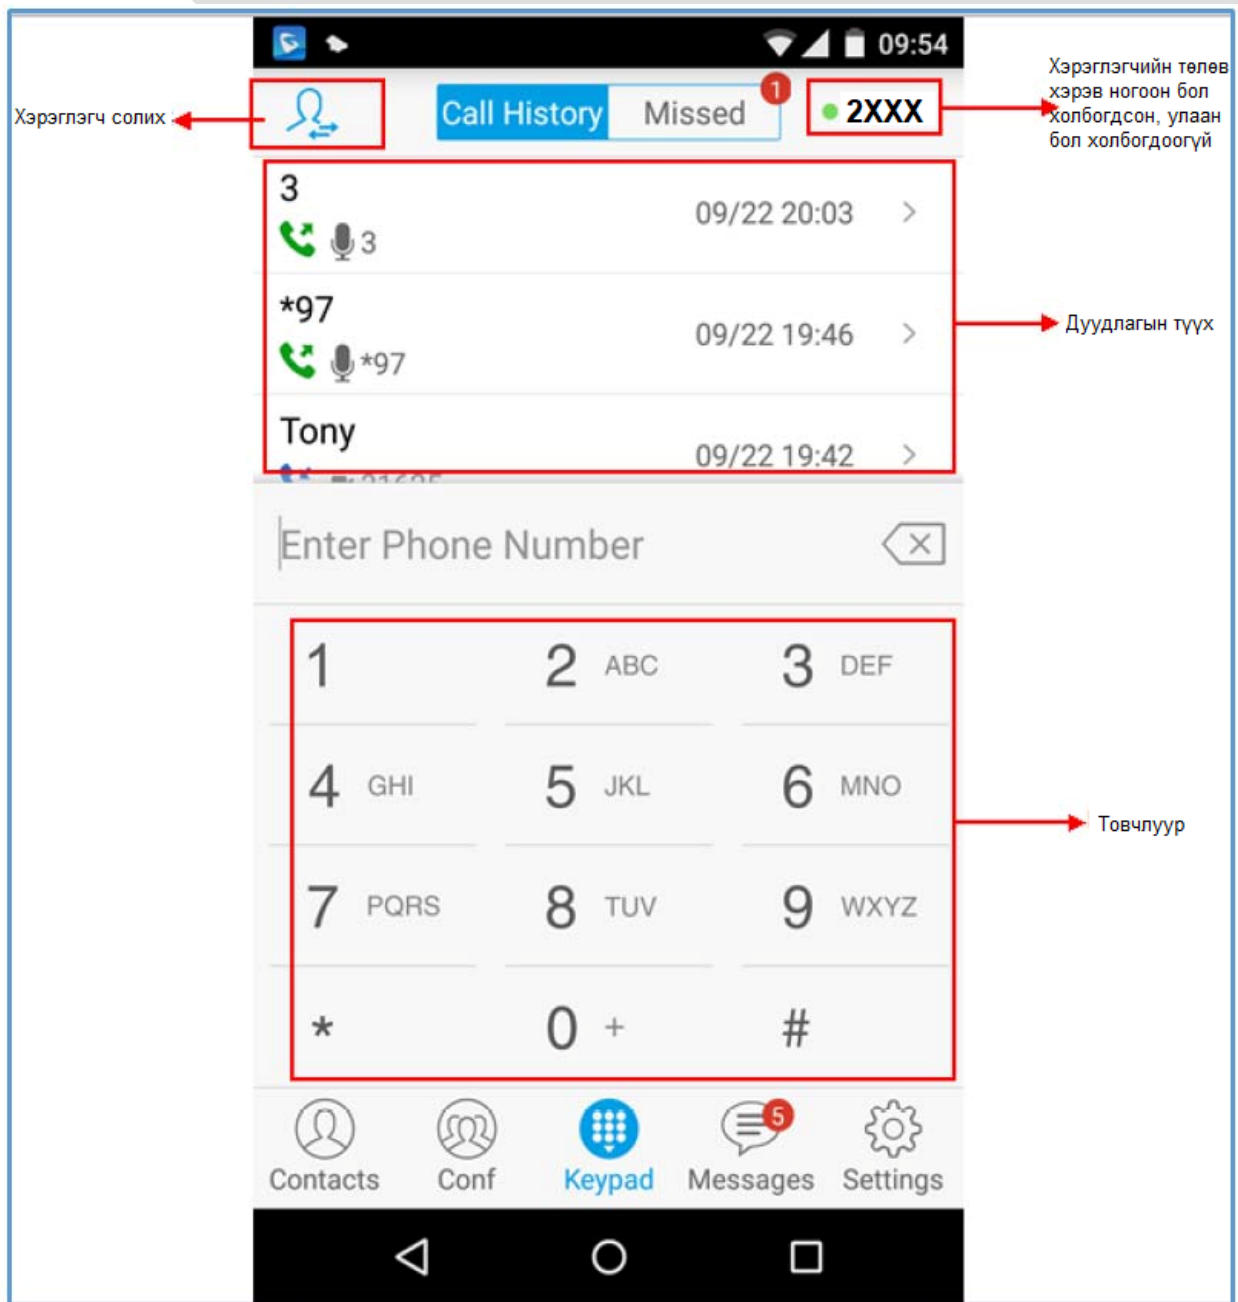 09:54
Хэрэглэгч солих
Call History
Missed
1
2XXX
Хэрэглэгчийн төлөв
хэрэв ногоон бол
холбогдсон, улаан
бол холбогдоогүй
3
09/22 20:03
3
*97
09/22 19:46
*97
Дуудлагын түүх
Tony
09/22 19:42
Enter Phone Number
1
2 ABC
3 DEF
4 GHI
5 JKL
6 MNO
Товчлуур
7 PQRS
8 TUV
9 WXYZ
*
0 +
#
5
Contacts
Conf
Keypad
Messages
Settings